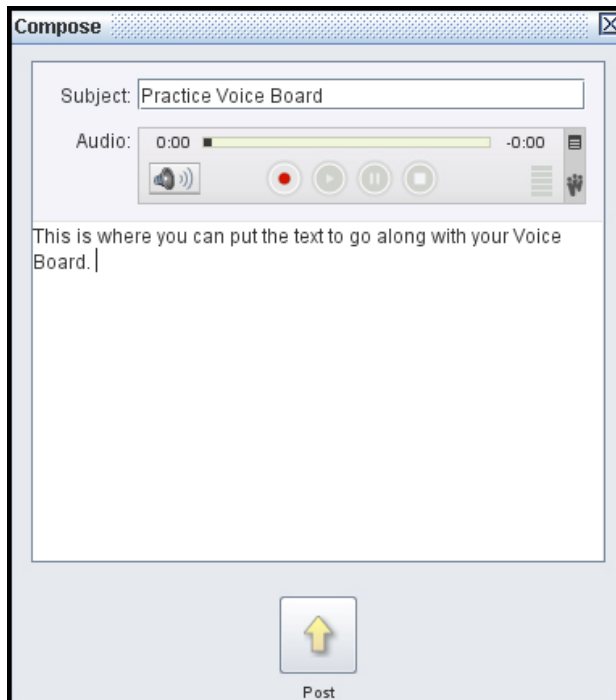 Compose
Subject: Practice Voice Board
Audio: 0:00 -0:00
This is where you can put the text to go along with your Voice
Board.
Post